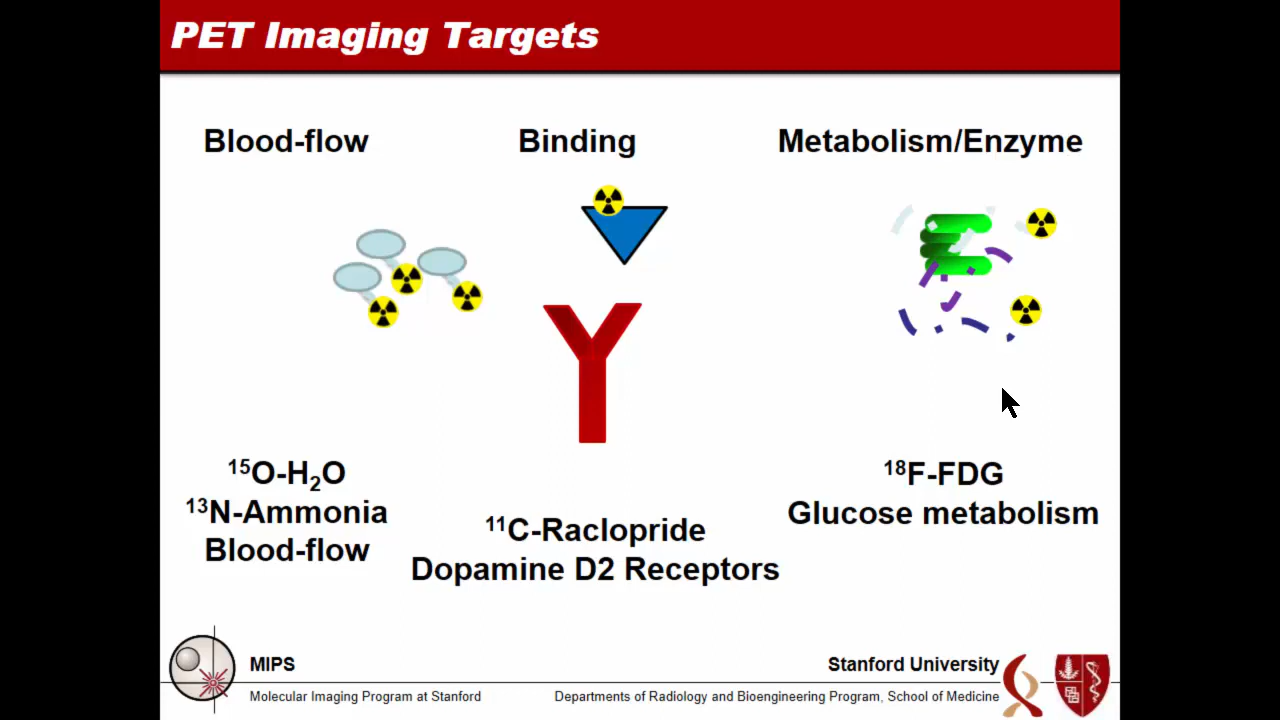 PET Imaging Targets
Blood-flow
Binding
Metabolism/Enzyme
¹⁵O-H₂O
¹³N-Ammonia
Blood-flow
¹¹C-Raclopride
Dopamine D2 Receptors
¹⁸F-FDG
Glucose metabolism
MIPS
Molecular Imaging Program at Stanford
Stanford University
Departments of Radiology and Bioengineering Program, School of Medicine